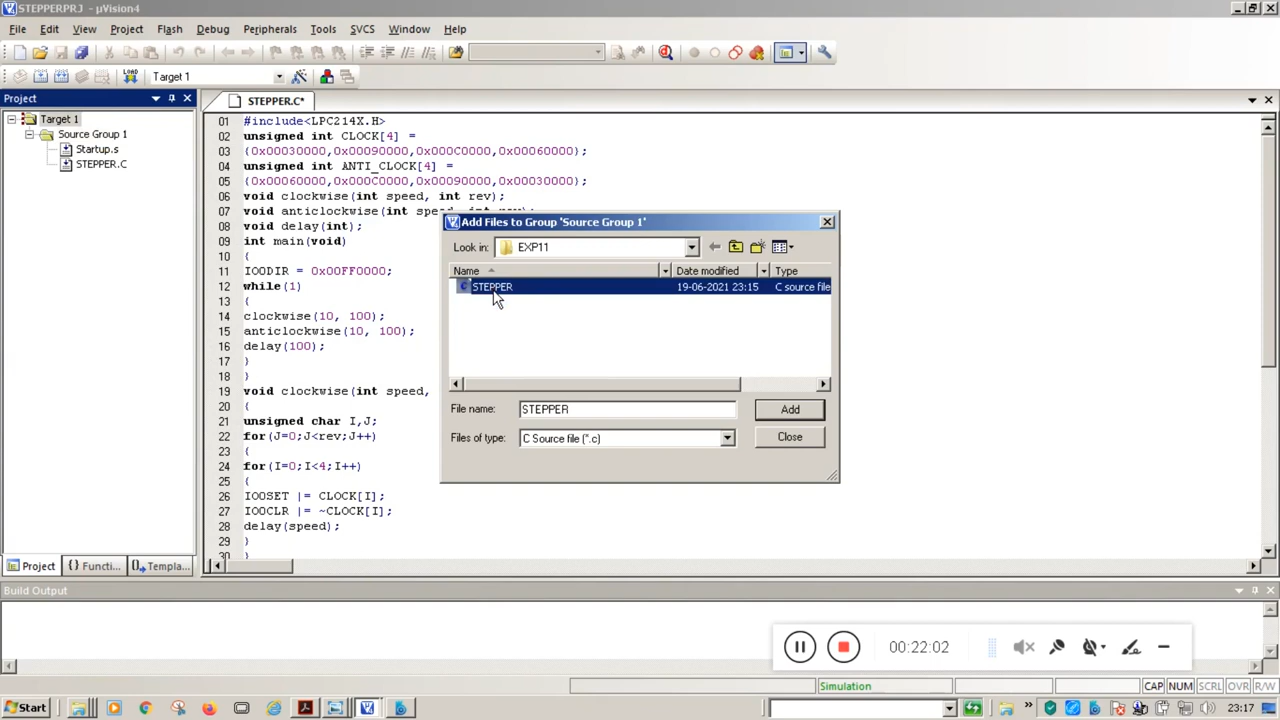 STEPPERPRJ - µVision4
File Edit View Project Flash Debug Peripherals Tools SVCS Window Help
LOAD Target 1
Project
STEPPER.C*
Target 1
Source Group 1
Startup.s
STEPPER.C
01 #include<LPC214X.H>
02 unsigned int CLOCK[4] =
03 {0x00030000,0x00090000,0x000C0000,0x00060000};
04 unsigned int ANTI_CLOCK[4] =
05 {0x00060000,0x000C0000,0x00090000,0x00030000};
06 void clockwise(int speed, int rev);
07 void anticlockwise(int speed, int rev);
08 void delay(int);
09 int main(void)
10 {
11 IO0DIR = 0x00FF0000;
12 while(1)
13 {
14 clockwise(10, 100);
15 anticlockwise(10, 100);
16 delay(100);
17 }
18 }
19 void clockwise(int speed,
20 {
21 unsigned char I,J;
22 for(J=0;J<rev;J++)
23 {
24 for(I=0;I<4;I++)
25 {
26 IO0SET |= CLOCK[I];
27 IO0CLR |= ~CLOCK[I];
28 delay(speed);
29 }
30 }
Add Files to Group 'Source Group 1'
Look in: EXP11
Name Date modified Type
STEPPER 19-06-2021 23:15 C source file
File name: STEPPER Add
Files of type: C Source file (*.c) Close
Project {} Functi... Templa...
Build Output
00:22:02
Simulation CAP NUM SCRL OVR R/W
Start 23:17